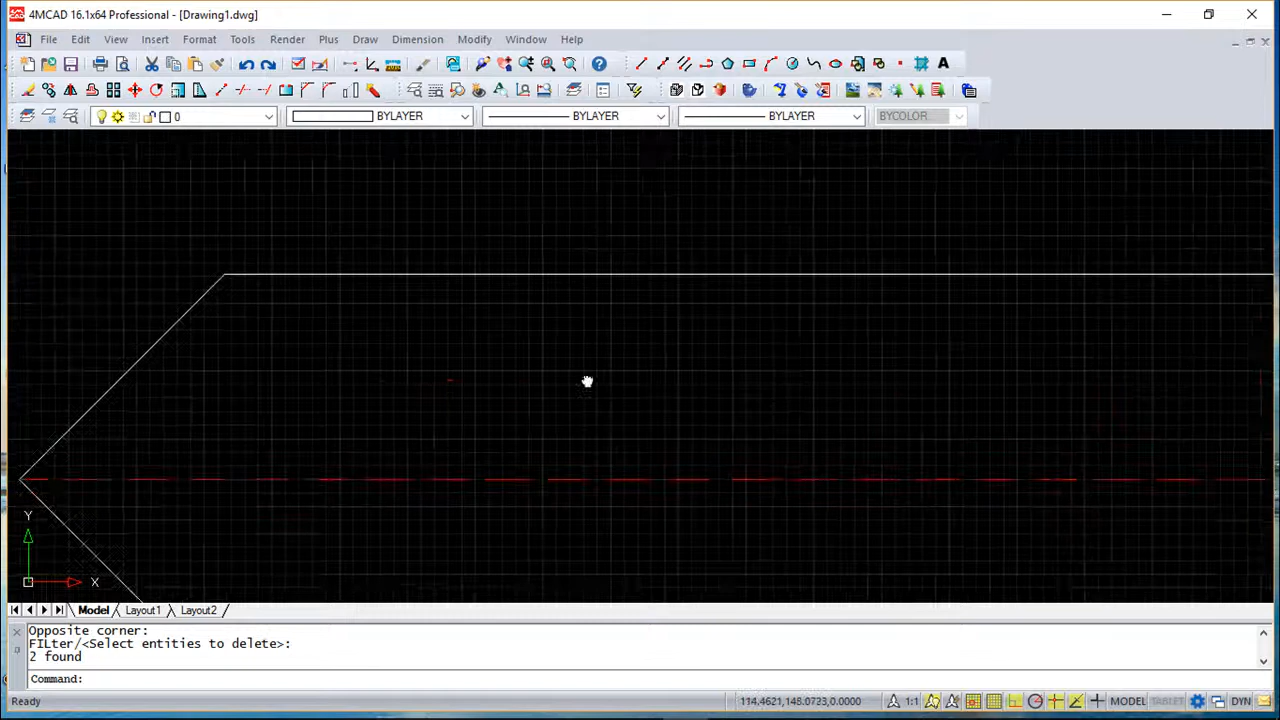 4MCAD 16.1x64 Professional - [Drawing1.dwg]
File Edit View Insert Format Tools Render Plus Draw Dimension Modify Window Help
0 BYLAYER BYLAYER BYLAYER BYCOLOR
Y
X
Model Layout1 Layout2
Opposite corner:
FILter/<Select entities to delete>:
2 found
Command:
Ready 114,4621,148.0723,0.0000 1:1 MODEL TABLET DYN